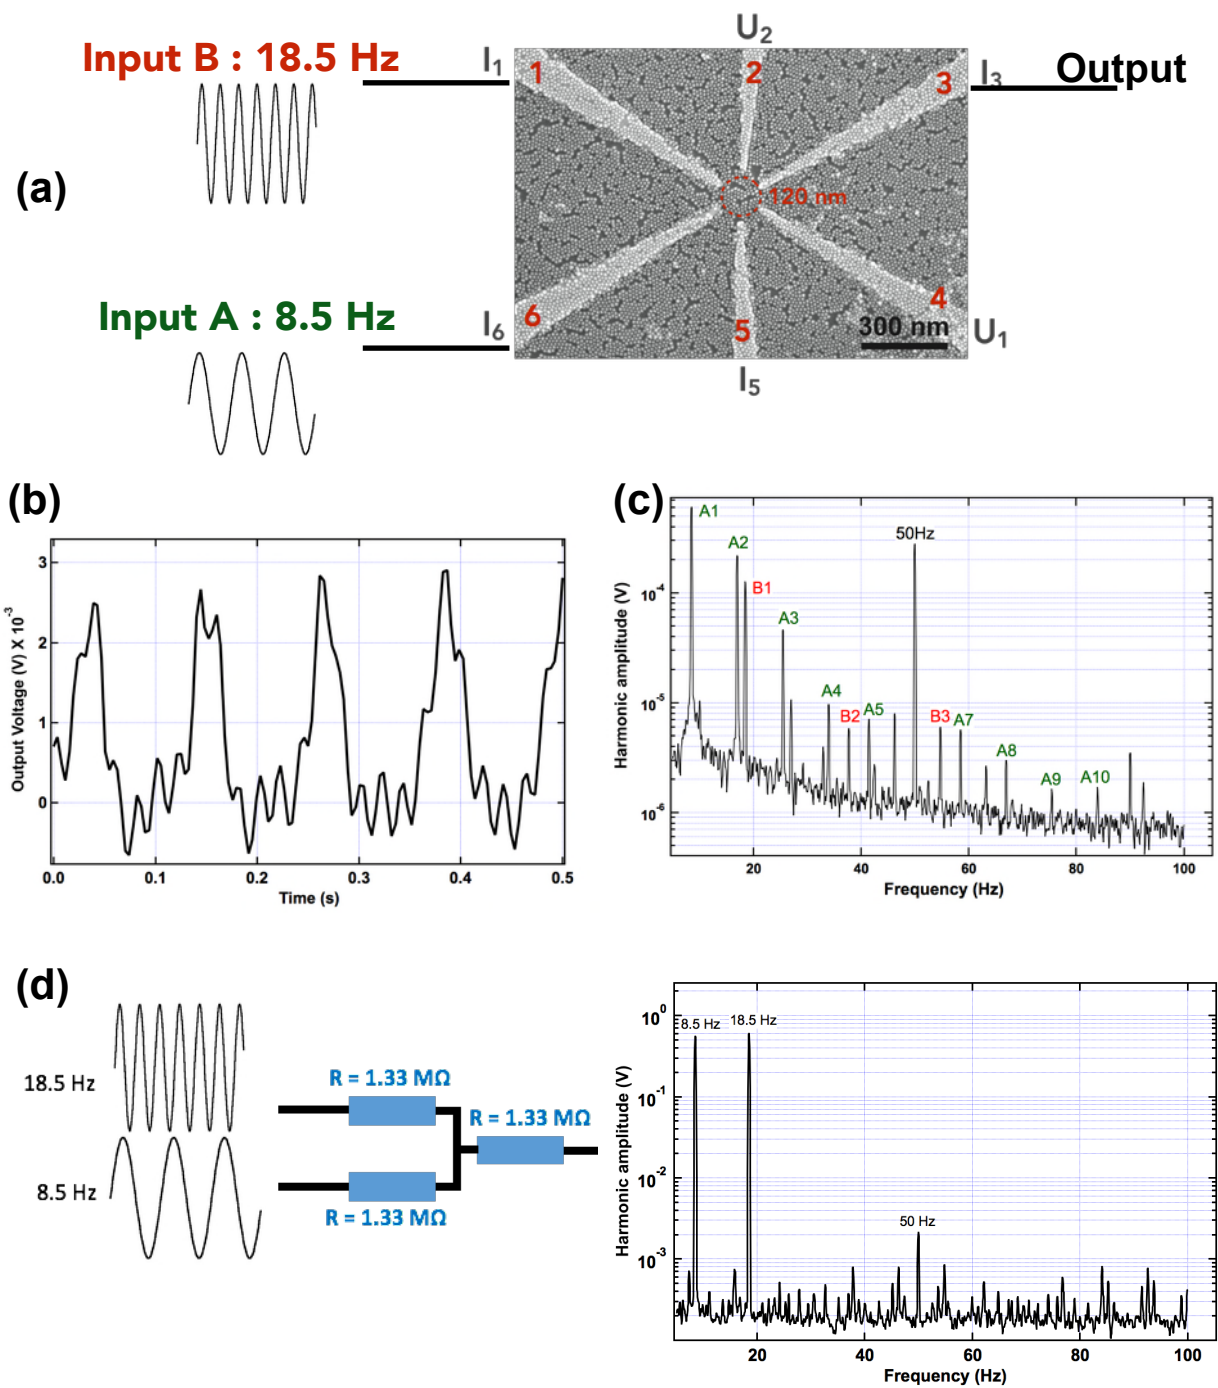 (a)
Input B : 18.5 Hz
I1
U2
I3
Output
1
2
3
120 nm
Input A : 8.5 Hz
I6
6
5
4
300 nm
U1
I5
(b)
Output Voltage (V) X 10-3
3
2
1
0
0.0
0.1
0.2
0.3
0.4
0.5
Time (s)
(c)
Harmonic amplitude (V)
10-4
10-5
10-6
A1
A2
B1
A3
A4
B2
A5
50Hz
B3
A7
A8
A9
A10
20
40
60
80
100
Frequency (Hz)
(d)
18.5 Hz
8.5 Hz
R = 1.33 MΩ
R = 1.33 MΩ
R = 1.33 MΩ
Harmonic amplitude (V)
100
10-1
10-2
10-3
8.5 Hz
18.5 Hz
50 Hz
20
40
60
80
100
Frequency (Hz)